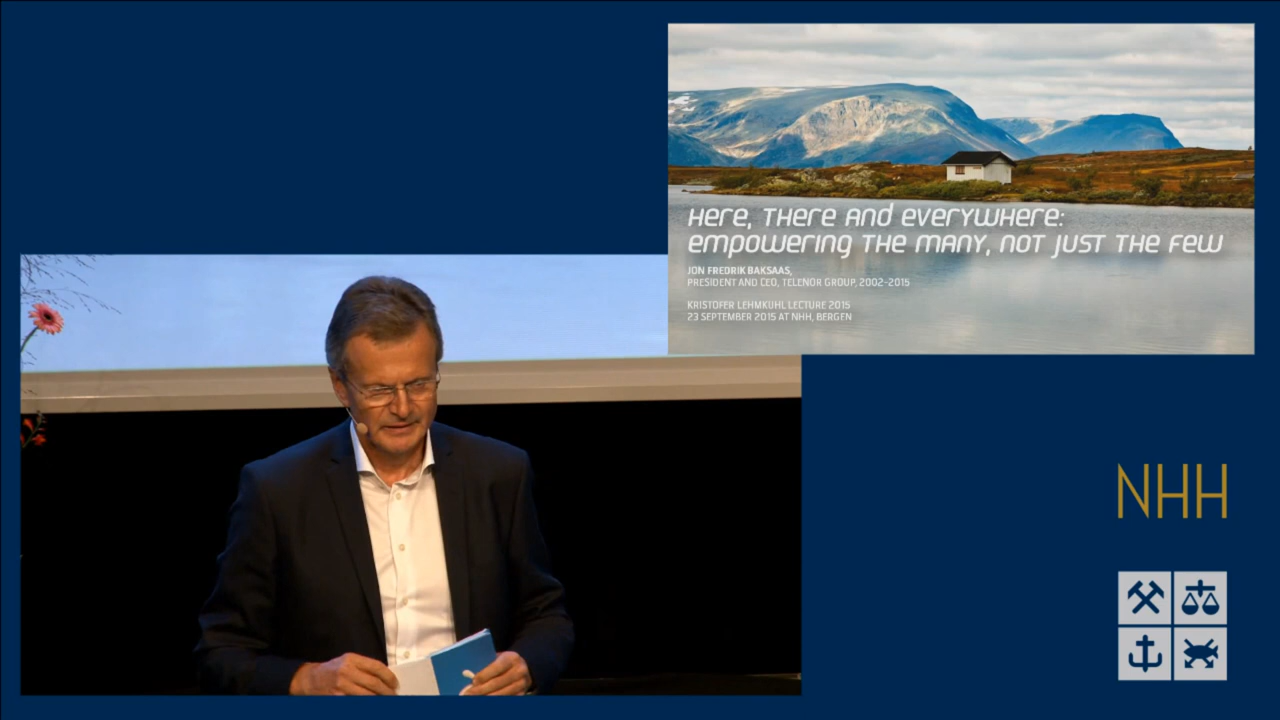 Here, there and everywhere:
empowering the many, not just the few
JON FREDRIK BAKSAAS,
PRESIDENT AND CEO, TELENOR GROUP, 2002-2015
KRISTOFER LEHMKUHL LECTURE 2015
23 SEPTEMBER 2015 AT NHH, BERGEN
NHH